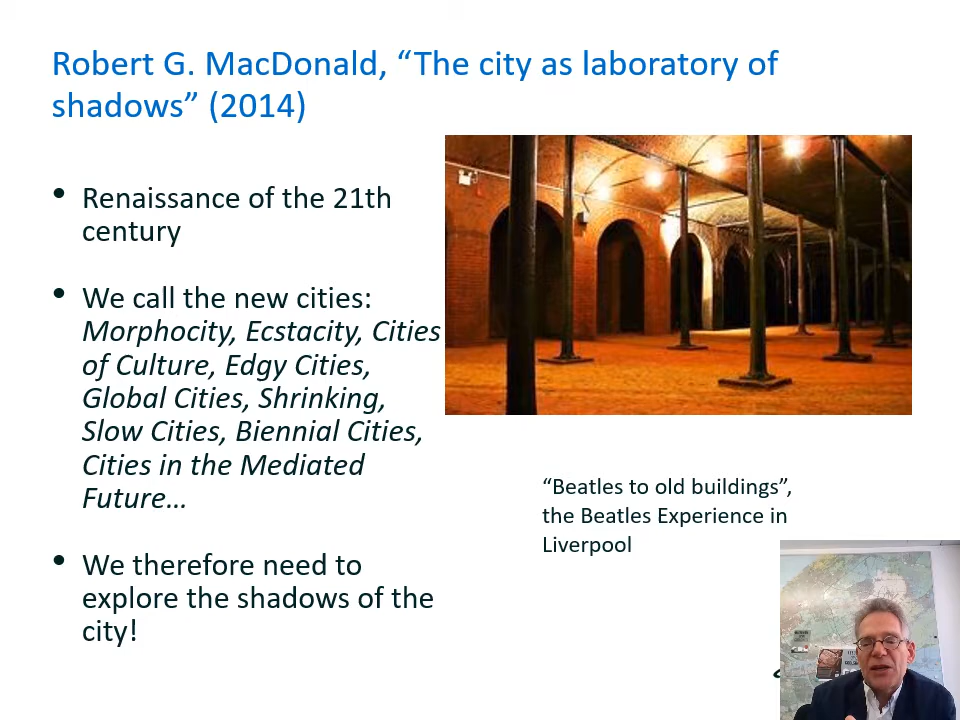 Robert G. MacDonald, “The city as laboratory of
shadows” (2014)
• Renaissance of the 21th
century
• We call the new cities:
Morphocity, Ecstacity, Cities
of Culture, Edgy Cities,
Global Cities, Shrinking,
Slow Cities, Biennial Cities,
Cities in the Mediated
Future…
• We therefore need to
explore the shadows of the
city!
“Beatles to old buildings”,
the Beatles Experience in
Liverpool